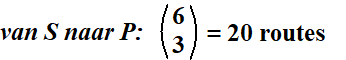 van S naar P: (6 3) = 20 routes